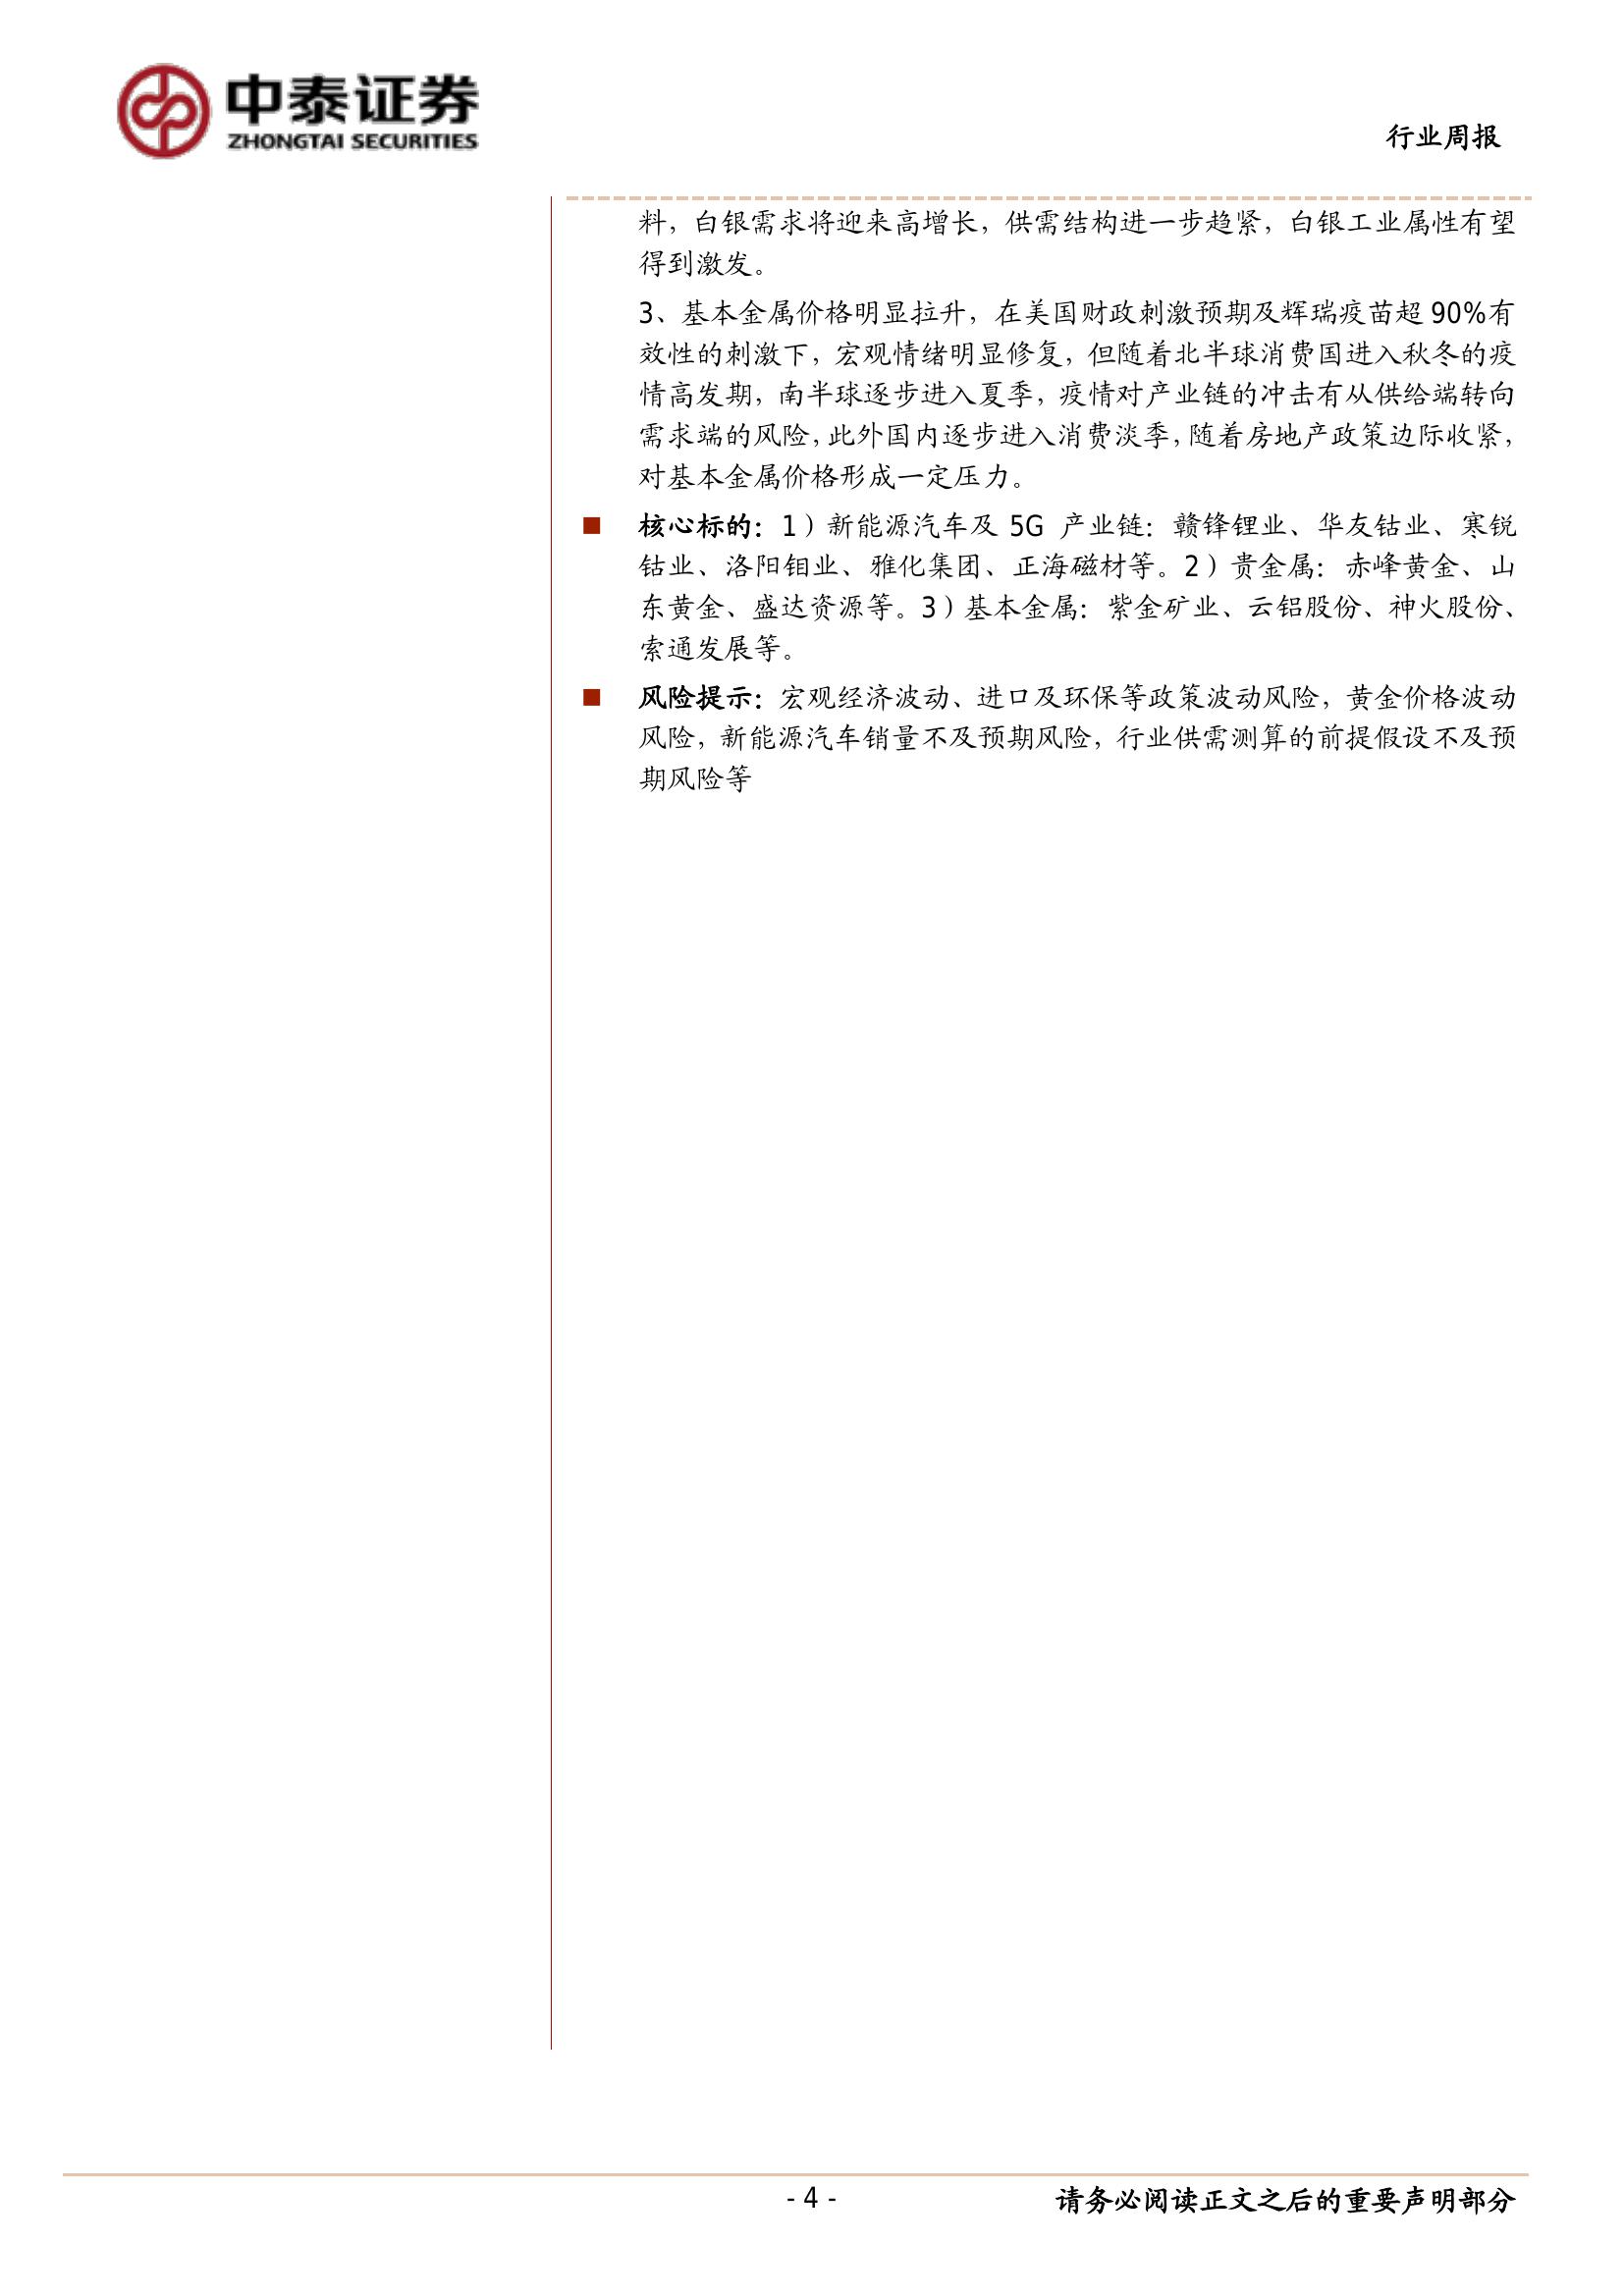 中泰证券
ZHONGTAI SECURITIES
行业周报
料，白银需求将迎来高增长，供需结构进一步趋紧，白银工业属性有望
得到激发。
3、基本金属价格明显拉升，在美国财政刺激预期及辉瑞疫苗超 90%有
效性的刺激下，宏观情绪明显修复，但随着北半球消费国进入秋冬的疫
情高发期，南半球逐步进入夏季，疫情对产业链的冲击有从供给端转向
需求端的风险，此外国内逐步进入消费淡季，随着房地产政策边际收紧，
对基本金属价格形成一定压力。
■ 核心标的：1）新能源汽车及 5G 产业链：赣锋锂业、华友钴业、寒锐
钴业、洛阳钼业、雅化集团、正海磁材等。2）贵金属：赤峰黄金、山
东黄金、盛达资源等。3）基本金属：紫金矿业、云铝股份、神火股份、
索通发展等。
■ 风险提示：宏观经济波动、进口及环保等政策波动风险，黄金价格波动
风险，新能源汽车销量不及预期风险，行业供需测算的前提假设不及预
期风险等
- 4 -
请务必阅读正文之后的重要声明部分